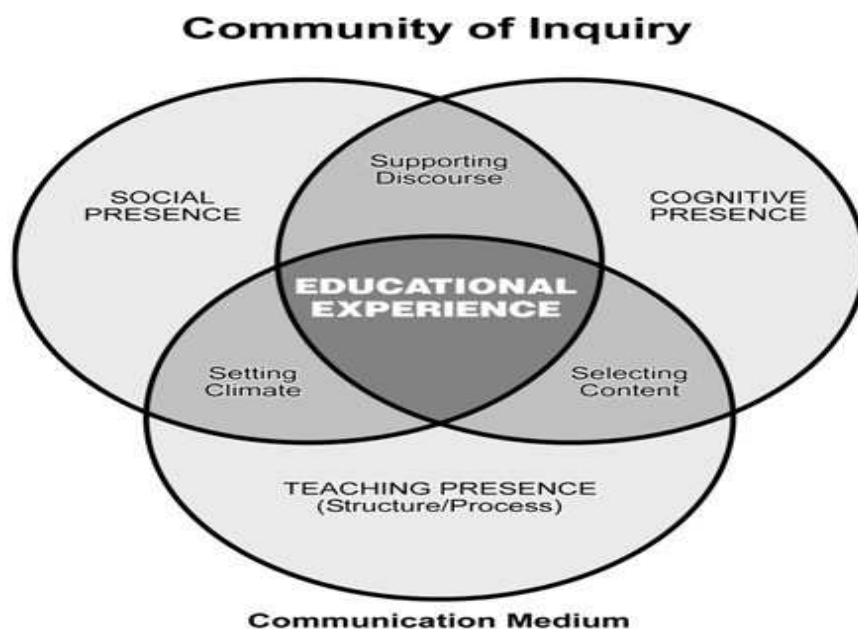 Community of Inquiry
Supporting
Discourse
SOCIAL
PRESENCE
COGNITIVE
PRESENCE
EDUCATIONAL
EXPERIENCE
Setting
Climate
Selecting
Content
TEACHING PRESENCE
(Structure/Process)
Communication Medium